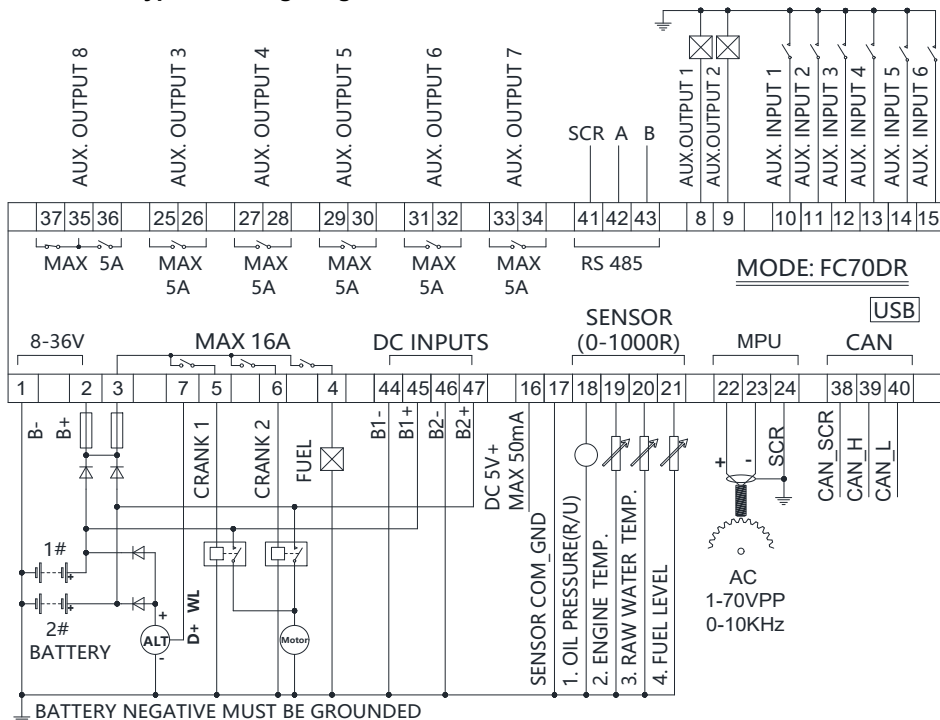 AUX. OUTPUT 8
AUX. OUTPUT 3
AUX. OUTPUT 4
AUX. OUTPUT 5
AUX. OUTPUT 6
AUX. OUTPUT 7
SCR A B
AUX.OUTPUT 1
AUX.OUTPUT 2
AUX. INPUT 1
AUX. INPUT 2
AUX. INPUT 3
AUX. INPUT 4
AUX. INPUT 5
AUX. INPUT 6
37 35 36 25 26 27 28 29 30 31 32 33 34 41 42 43 8 9 10 11 12 13 14 15
MAX 5A
MAX
5A
MAX
5A
MAX
5A
MAX
5A
MAX
5A
RS 485
MODE: FC70DR
USB
8-36V
MAX 16A
DC INPUTS
SENSOR
(0-1000R)
MPU
CAN
1 2 3 7 5 6 4 44 45 46 47 16 17 18 19 20 21 22 23 24 38 39 40
B-
B+
CRANK 1
CRANK 2
FUEL
B1-
B1+
B2-
B2+
DC 5V+
MAX 50mA
SENSOR COM_GND
1. OIL PRESSURE(R/U)
2. ENGINE TEMP.
3. RAW WATER TEMP.
4. FUEL LEVEL
+ -
SCR
CAN_SCR
CAN_H
CAN_L
1#
+
+
2#
BATTERY
+
ALT
-
D+ WL
Motor
AC
1-70VPP
0-10KHz
BATTERY NEGATIVE MUST BE GROUNDED